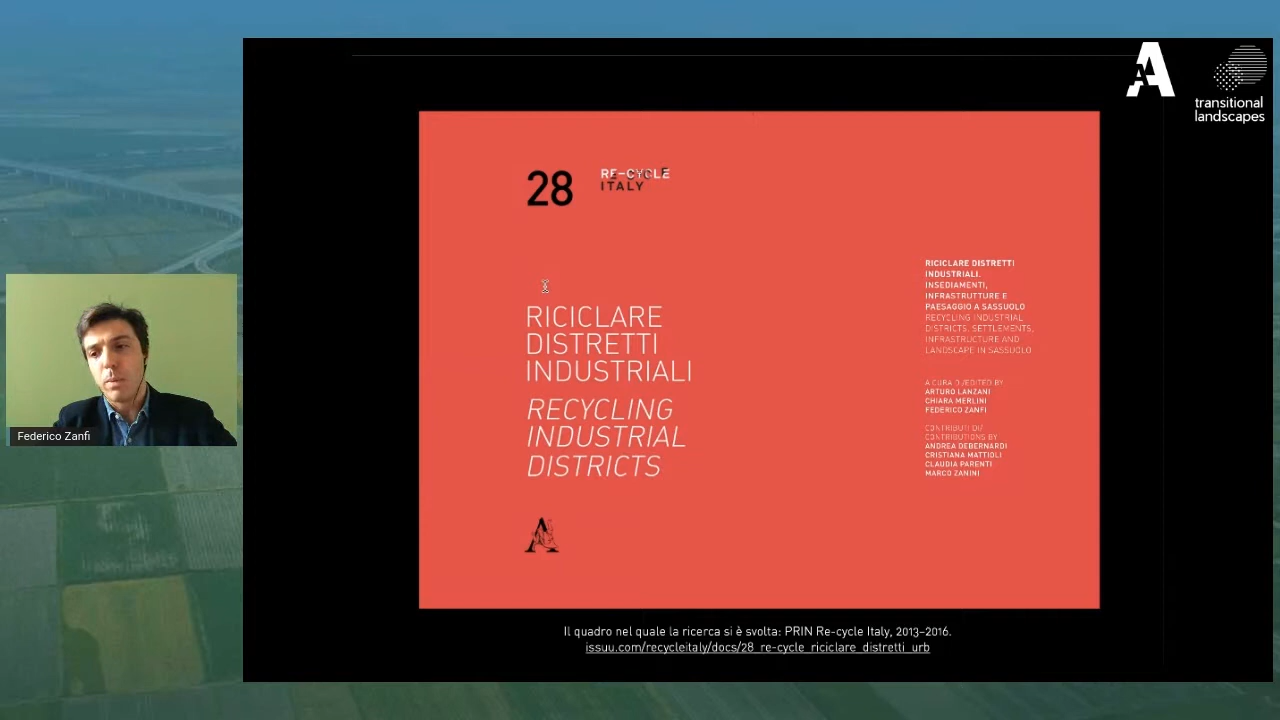 A
transitional
landscapes
28
RE-CYCLE
ITALY
RICICLARE
DISTRETTI
INDUSTRIALI
RECYCLING
INDUSTRIAL
DISTRICTS
RICICLARE DISTRETTI
INDUSTRIALI.
INSEDIAMENTI,
INFRASTRUTTURE E
PAESAGGIO A SASSUOLO
RECYCLING INDUSTRIAL
DISTRICTS. SETTLEMENTS,
INFRASTRUCTURE AND
LANDSCAPE IN SASSUOLO
A CURA DI/EDITED BY
ARTURO LANZANI
CHIARA MERLINI
FEDERICO ZANFI
CONTRIBUTI DI/
CONTRIBUTIONS BY
ANDREA DEBERNARDI
CRISTIANA MATTIOLI
CLAUDIA PARENTI
MARCO ZANINI
Federico Zanfi
Il quadro nel quale la ricerca si è svolta: PRIN Re-cycle Italy, 2013–2016.
issuu.com/recycleitaly/docs/28_re-cycle_riciclare_distretti_urb